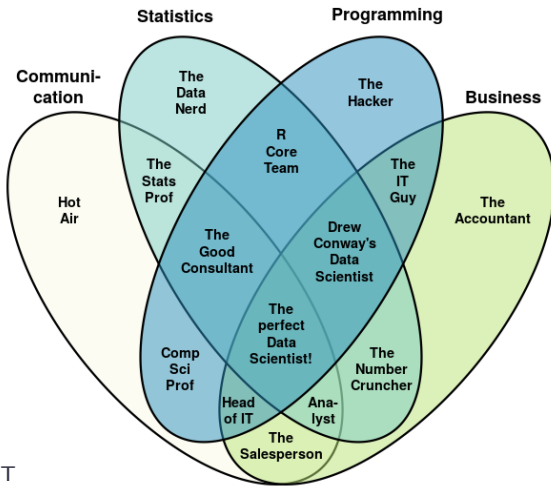 Statistics
Programming
Communi-
cation
Business
The
Data
Nerd
The
Hacker
R
Core
Team
The
Stats
Prof
The
IT
Guy
Hot
Air
The
Accountant
The
Good
Consultant
Drew
Conway's
Data
Scientist
The
perfect
Data
Scientist!
Comp
Sci
Prof
The
Number
Cruncher
Head
of IT
Ana-
lyst
The
Salesperson
T